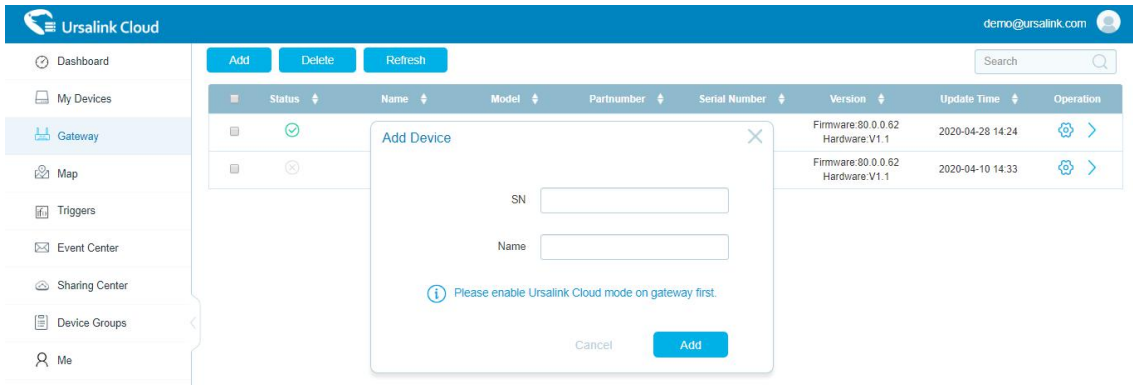 Ursalink Cloud
demo@ursalink.com
Dashboard
My Devices
Gateway
Map
Triggers
Event Center
Sharing Center
Device Groups
Me
Add Delete Refresh
Search
Status Name Model Partnumber Serial Number Version Update Time Operation
Firmware:80.0.0.62
Hardware:V1.1
2020-04-28 14:24
Firmware:80.0.0.62
Hardware:V1.1
2020-04-10 14:33
Add Device
SN
Name
Please enable Ursalink Cloud mode on gateway first.
Cancel Add